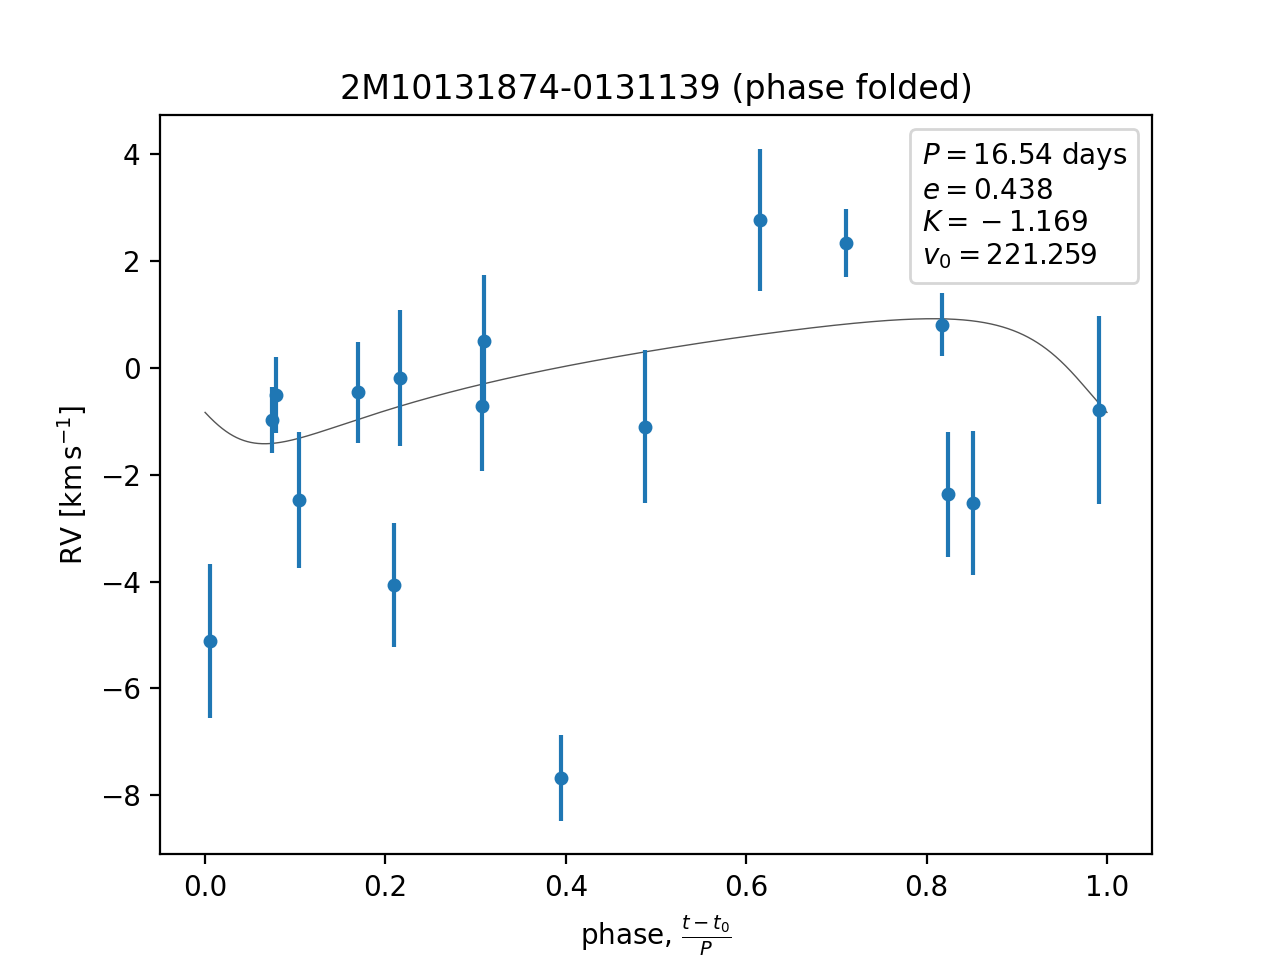 2M10131874-0131139 (phase folded)
P = 16.54 days
e = 0.438
K = −1.169
v₀ = 221.259
4
2
0
−2
−4
−6
−8
RV [km s⁻¹]
0.0 0.2 0.4 0.6 0.8 1.0
phase, (t − t₀)/P